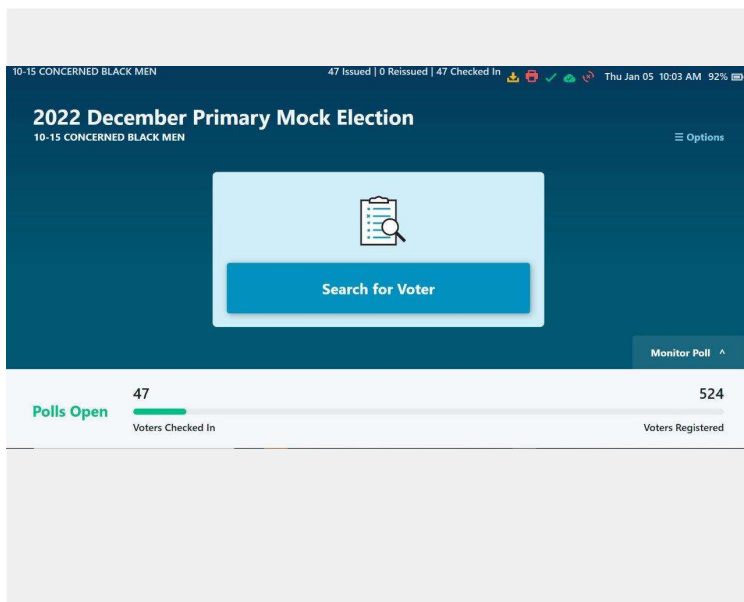 10-15 CONCERNED BLACK MEN 47 Issued | 0 Reissued | 47 Checked In Thu Jan 05 10:03 AM 92%
2022 December Primary Mock Election
10-15 CONCERNED BLACK MEN
☰ Options
Search for Voter
Monitor Poll ^
47 524
Polls Open
Voters Checked In Voters Registered